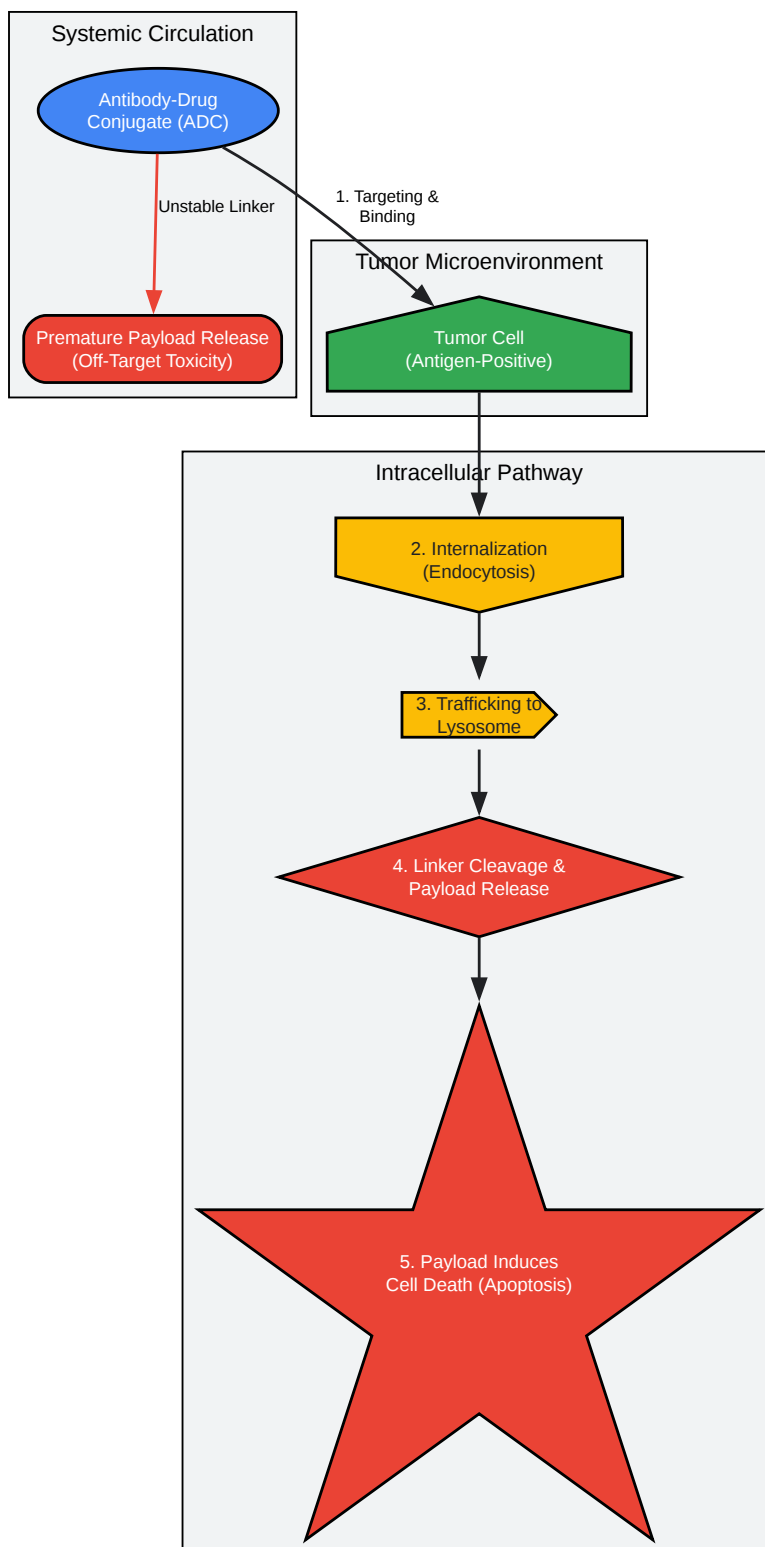 Systemic Circulation
Antibody-Drug
Conjugate (ADC)
Unstable Linker
1. Targeting &
Binding
Premature Payload Release
(Off-Target Toxicity)
Tumor Microenvironment
Tumor Cell
(Antigen-Positive)
Intracellular Pathway
2. Internalization
(Endocytosis)
3. Trafficking to
Lysosome
4. Linker Cleavage &
Payload Release
5. Payload Induces
Cell Death (Apoptosis)